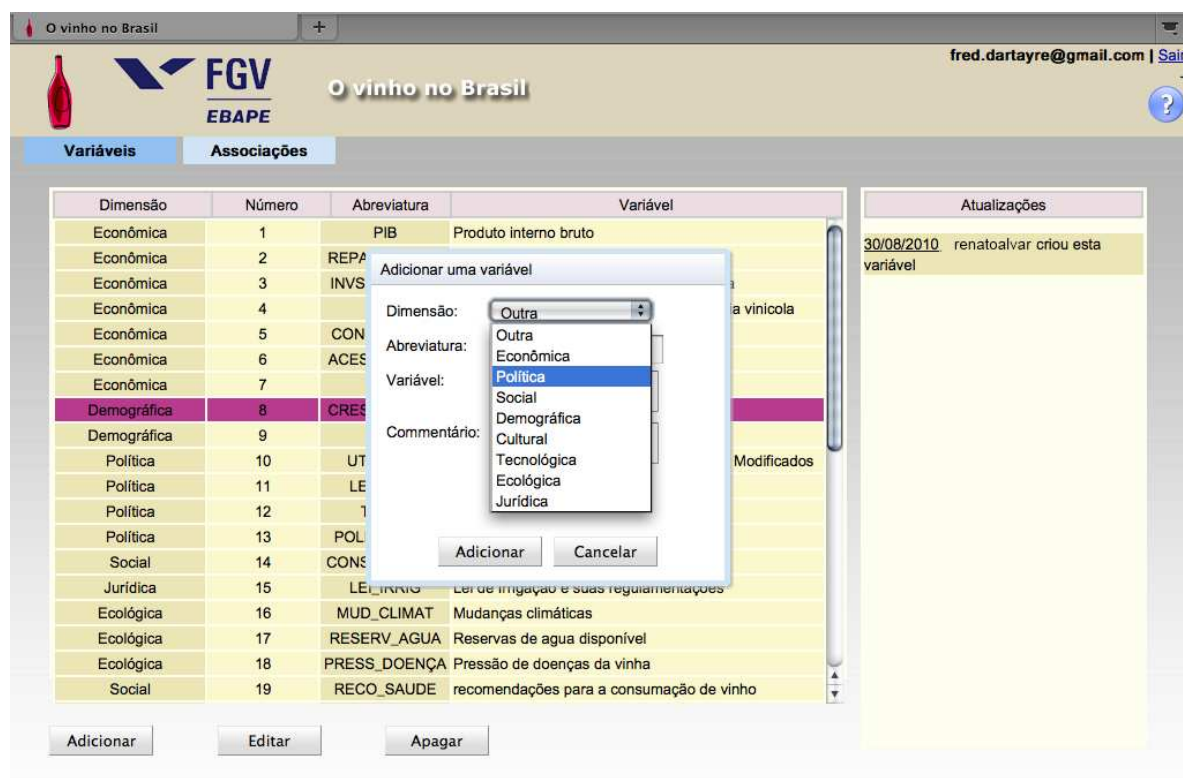 O vinho no Brasil +
fred.dartayre@gmail.com | Sair
FGV
EBAPE
O vinho no Brasil
?
Variáveis Associações
Dimensão Número Abreviatura Variável
Econômica 1 PIB Produto interno bruto
Econômica 2 REPA
Econômica 3 INVS
Econômica 4 vinicola
Econômica 5 CON
Econômica 6 ACES
Econômica 7
Demográfica 8 CRES
Demográfica 9
Política 10 UT Modificados
Política 11 LE
Política 12 T
Política 13 POL
Social 14 CONS
Jurídica 15 LEI_IRRIG Lei de irrigação e suas regulamentações
Ecológica 16 MUD_CLIMAT Mudanças climáticas
Ecológica 17 RESERV_AGUA Reservas de agua disponível
Ecológica 18 PRESS_DOENÇA Pressão de doenças da vinha
Social 19 RECO_SAUDE recomendações para a consumação de vinho
Adicionar uma variável
Dimensão: Outra
Abreviatura:
Variável:
Commentário:
Outra
Econômica
Política
Social
Demográfica
Cultural
Tecnológica
Ecológica
Jurídica
Adicionar Cancelar
Atualizações
30/08/2010 renatoalvar criou esta
variável
Adicionar Editar Apagar